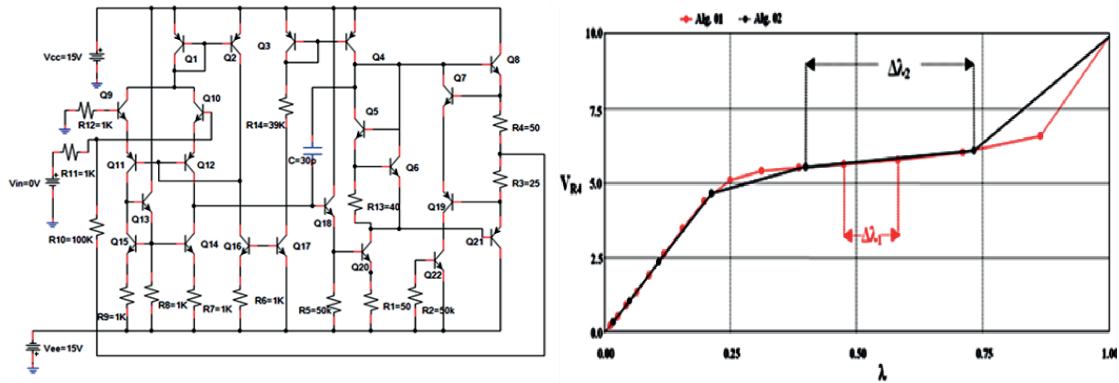 Vcc=15V
Q1
Q2
Q3
Q4
Q8
Q7
Q9
Q10
R12=1K
R14=39K
R4=50
Q5
R11=1K
C=30p
Q11
Q12
Q6
R3=25
Vin=0V
R13=40
Q19
Q13
Q18
R10=100K
Q15
Q14
Q16
Q17
Q21
Q20
Q22
R9=1K
R8=1K
R7=1K
R6=1K
R5=50k
R1=50
R2=50k
Vee=15V
Alg. 01
Alg. 02
10.0
7.5
5.0
2.5
0.0
VR4
Δλ2
Δλ1
0.00
0.25
0.50
0.75
1.00
λ